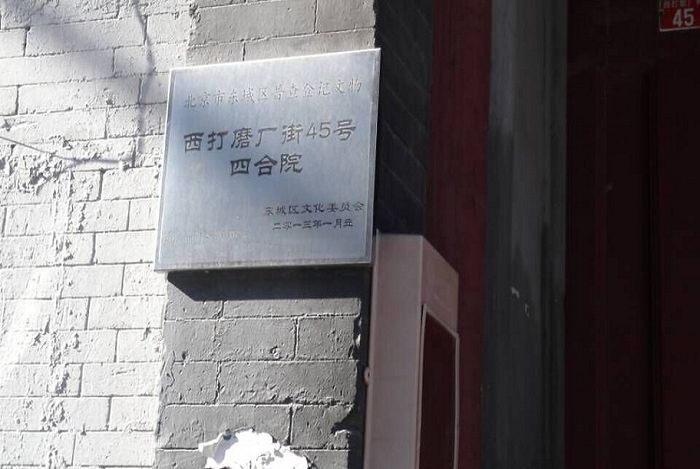 北京市东城区普查登记文物
西打磨厂街45号
四合院
东城区文化委员会
二零一三年一月立
45